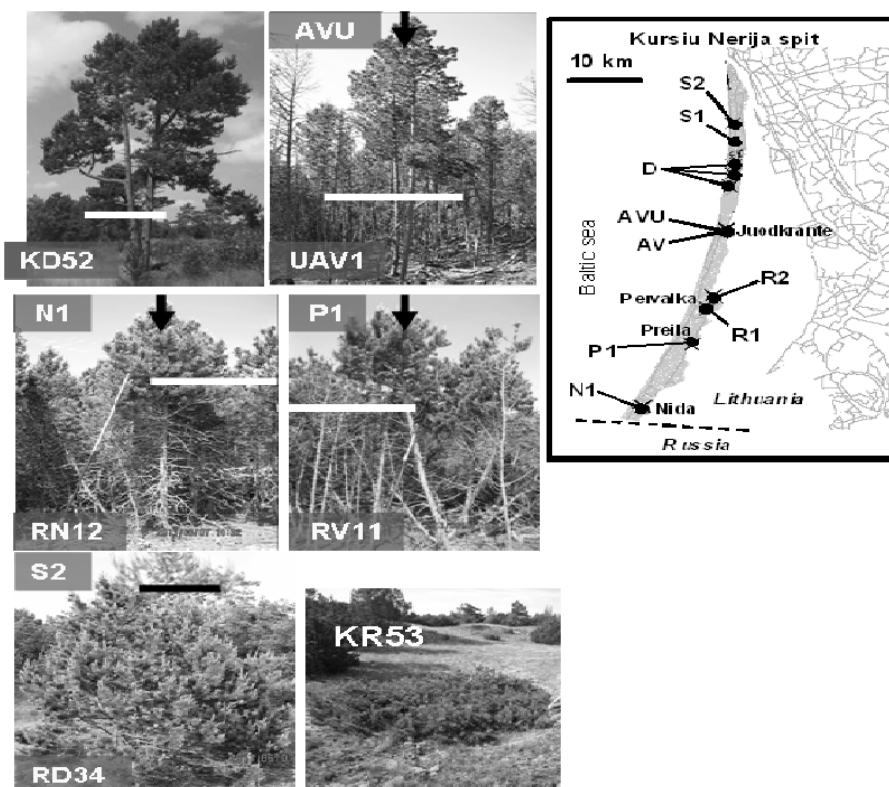 AVU
KD52
UAV1
N1
P1
RN12
RV11
S2
RD34
KR53
Kursiu Nerija spit
10 km
S2
S1
D
AVU
AV
Juodkrante
Baltic sea
R2
Pervalka
R1
Preila
P1
N1
Nida
Lithuania
Russia